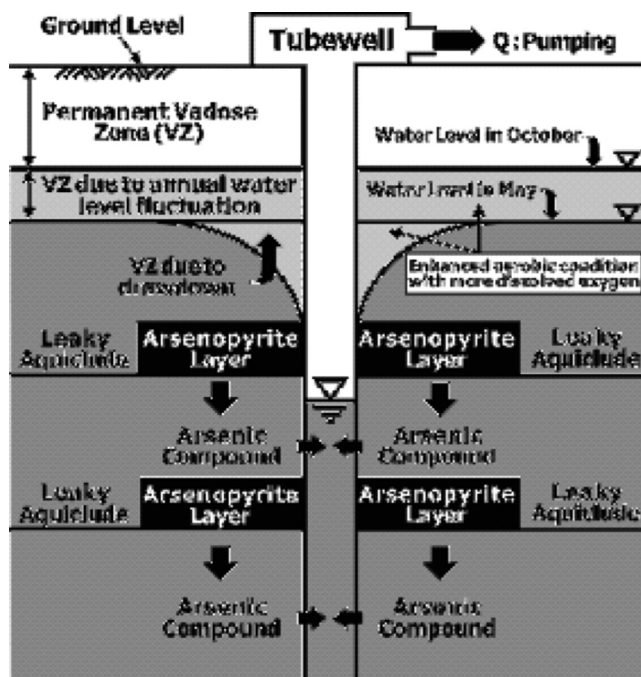 Ground Level
Tubewell
Q: Pumping
Permanent Vadose
Zone (VZ)
Water Level in October
VZ due to annual water
level fluctuation
Water Level in May
VZ due to
drawdown
Enhanced aerobic condition
with more dissolved oxygen
Leaky
Aquiclude
Arsenopyrite
Layer
Arsenopyrite
Layer
Leaky
Aquiclude
Arsenic
Compound
Arsenic
Compound
Leaky
Aquiclude
Arsenopyrite
Layer
Arsenopyrite
Layer
Leaky
Aquiclude
Arsenic
Compound
Arsenic
Compound